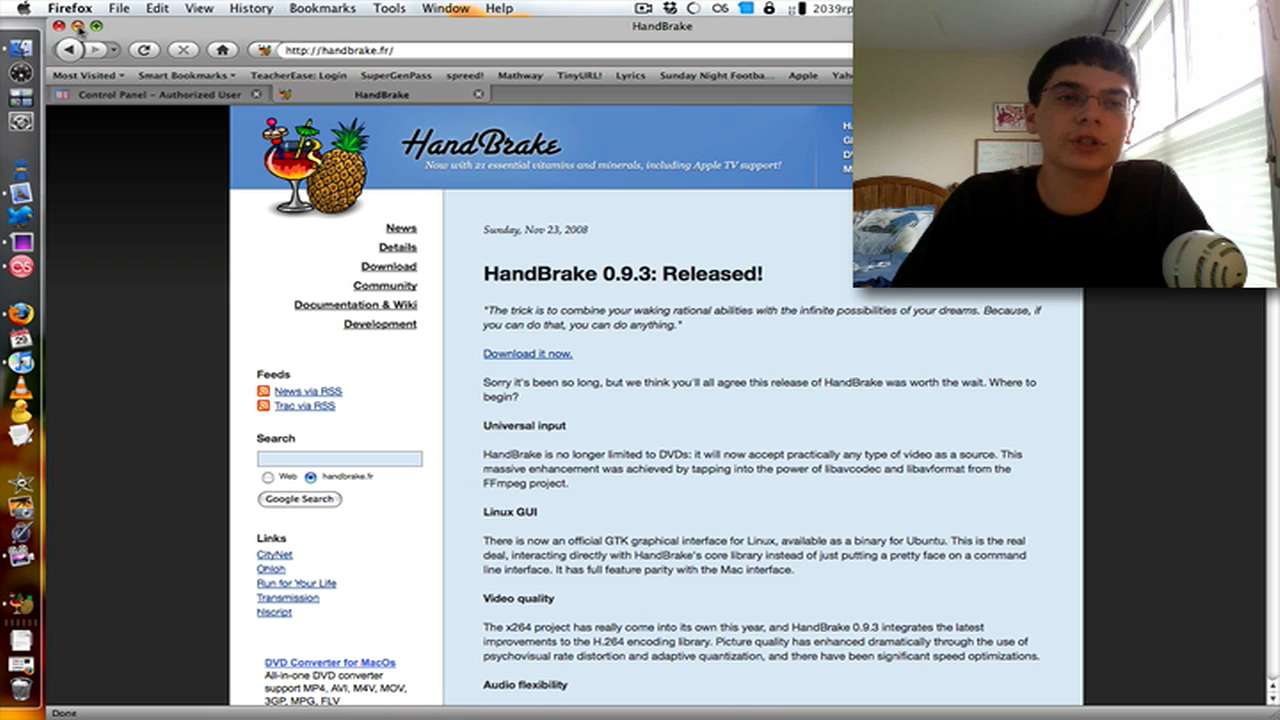 Firefox File Edit View History Bookmarks Tools Window Help
2039rp
HandBrake
http://handbrake.fr/
Most Visited Smart Bookmarks TeacherEase: Login SuperGenPass spreed! Mathway TinyURL! Lyrics Sunday Night Footba... Apple
Control Panel - Authorized User HandBrake
HandBrake
Now with 21 essential vitamins and minerals, including Apple TV support!
News
Details
Download
Community
Documentation & Wiki
Development
Feeds
News via RSS
Trac via RSS
Search
Web handbrake.fr
Google Search
Links
CityNet
Ohloh
Run for Your Life
Transmission
hscript
DVD Converter for MacOs
All-in-one DVD converter
support MP4, AVI, M4V, MOV,
3GP, MPG, FLV
Sunday, Nov 23, 2008
HandBrake 0.9.3: Released!
"The trick is to combine your waking rational abilities with the infinite possibilities of your dreams. Because, if
you can do that, you can do anything."
Download it now.
Sorry it's been so long, but we think you'll all agree this release of HandBrake was worth the wait. Where to
begin?
Universal input
HandBrake is no longer limited to DVDs: it will now accept practically any type of video as a source. This
massive enhancement was achieved by tapping into the power of libavcodec and libavformat from the
FFmpeg project.
Linux GUI
There is now an official GTK graphical interface for Linux, available as a binary for Ubuntu. This is the real
deal, interacting directly with HandBrake's core library instead of just putting a pretty face on a command
line interface. It has full feature parity with the Mac interface.
Video quality
The x264 project has really come into its own this year, and HandBrake 0.9.3 integrates the latest
improvements to the H.264 encoding library. Picture quality has enhanced dramatically through the use of
psychovisual rate distortion and adaptive quantization, and there have been significant speed optimizations.
Audio flexibility
Done